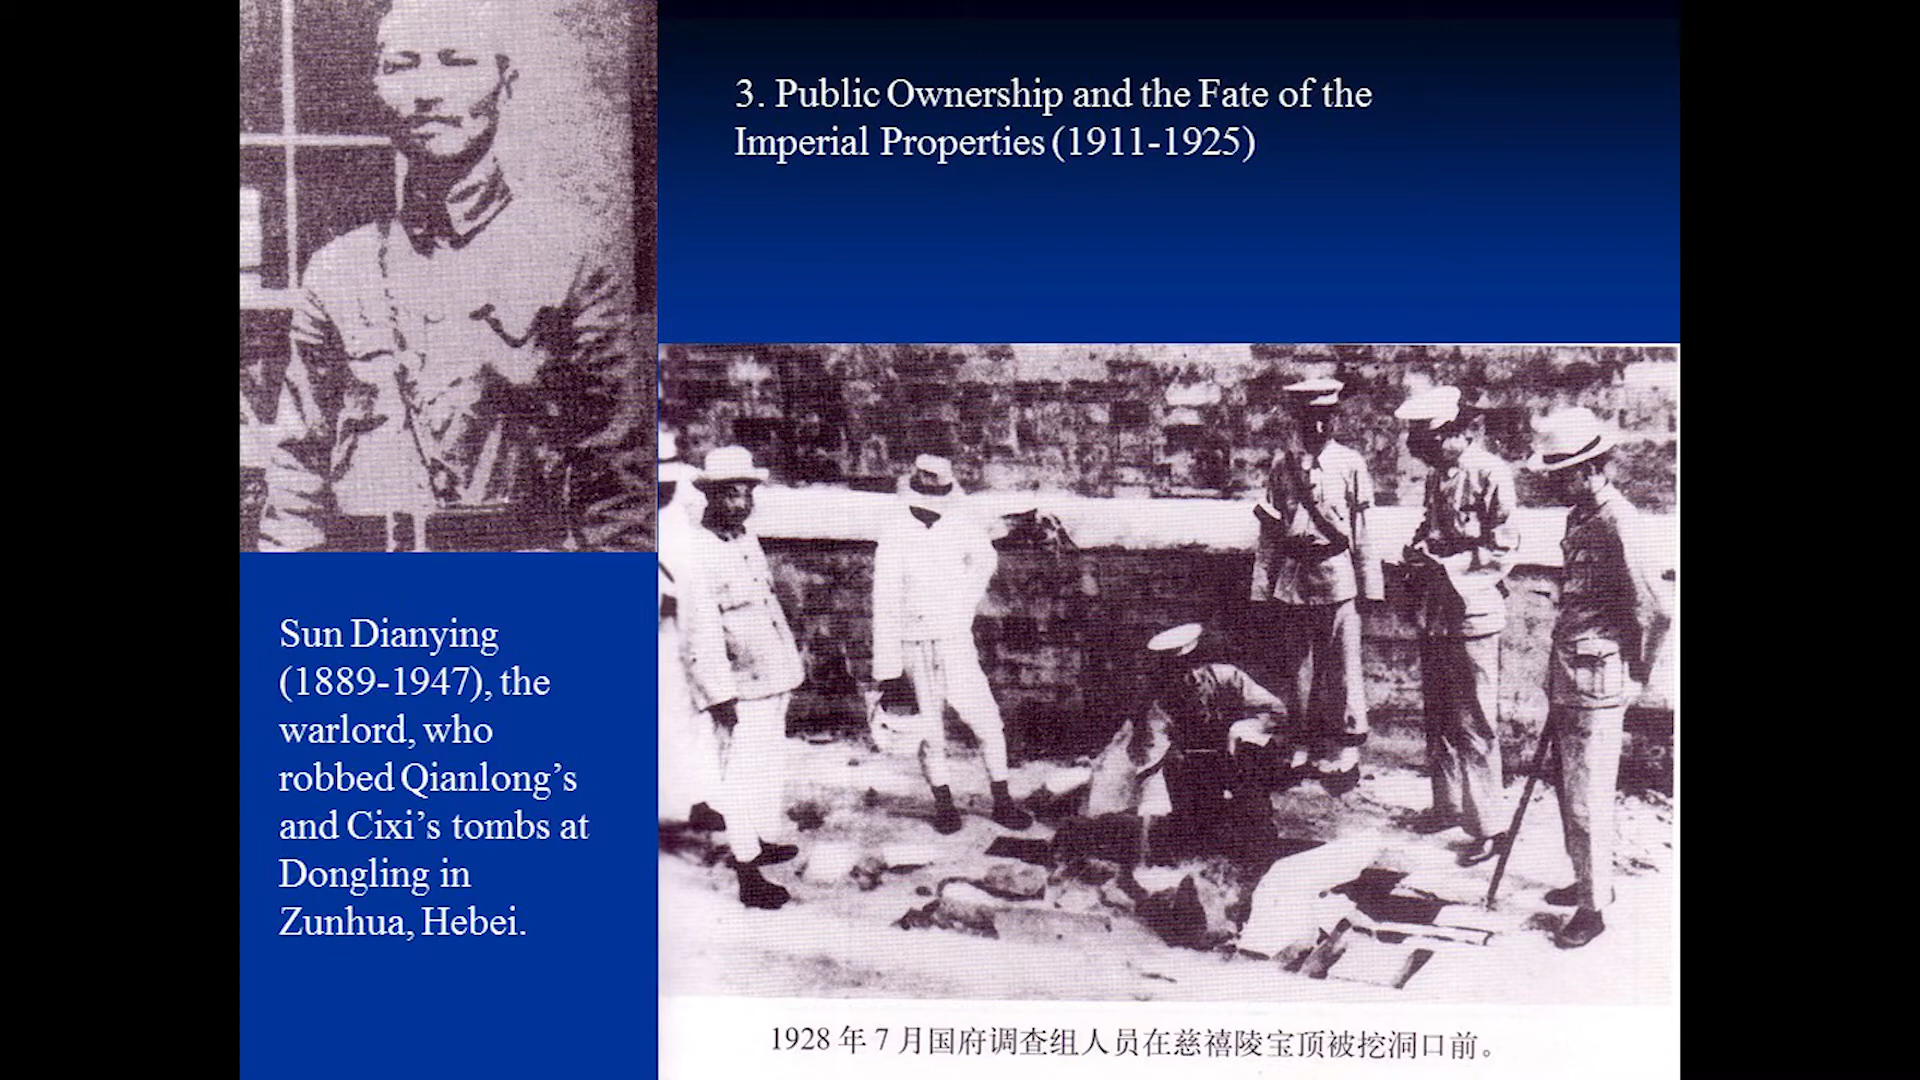 3. Public Ownership and the Fate of the
Imperial Properties (1911-1925)
Sun Dianying
(1889-1947), the
warlord, who
robbed Qianlong’s
and Cixi’s tombs at
Dongling in
Zunhua, Hebei.
1928 年 7 月国府调查组人员在慈禧陵宝顶被挖洞口前。